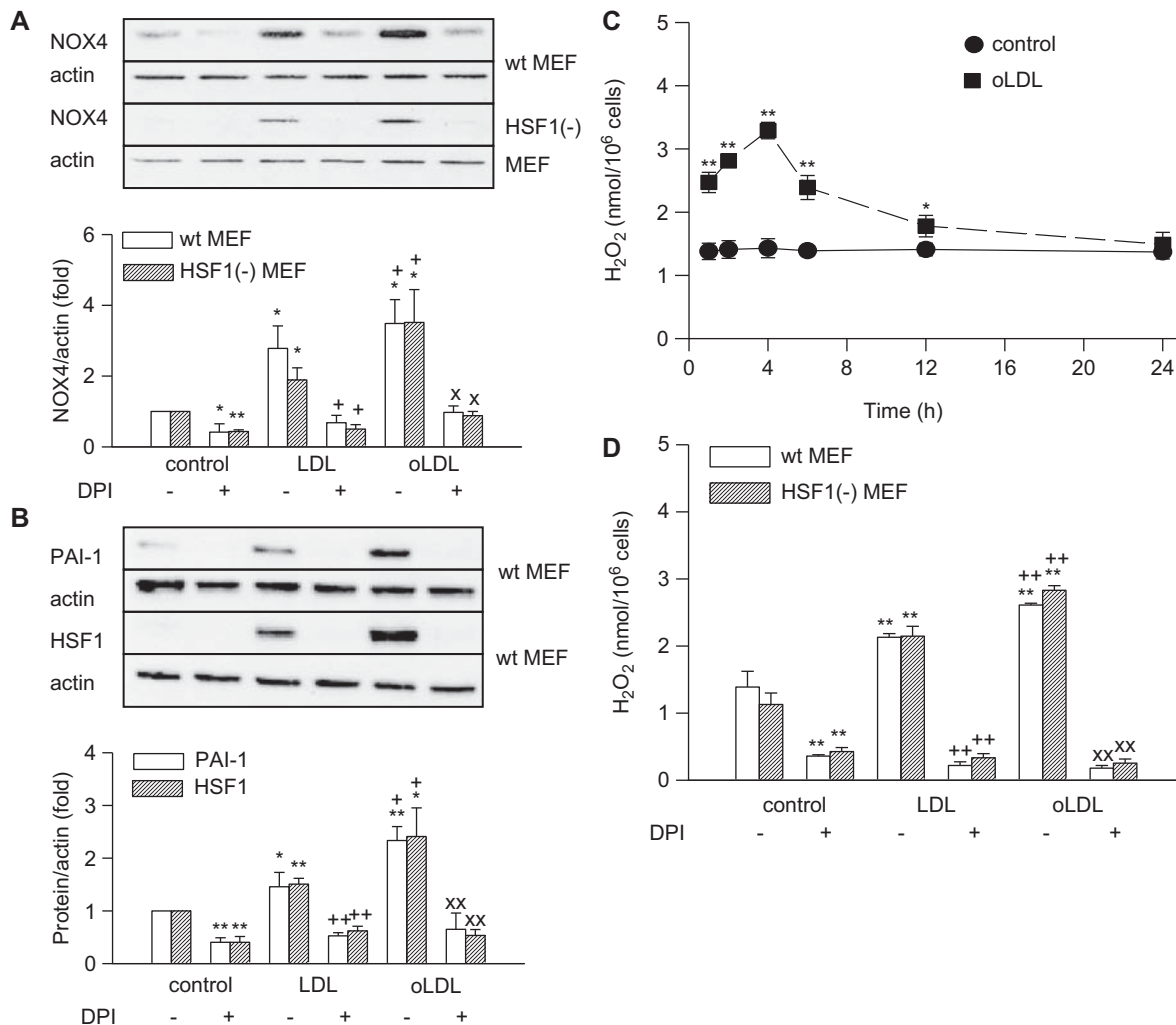 A
NOX4
actin
wt MEF
NOX4
actin
HSF1(-)
MEF
NOX4/actin (fold)
6
4
2
0
wt MEF
HSF1(-) MEF
* ** * * + + + * + * x x
control LDL oLDL
DPI - + - + - +
B
PAI-1
actin
wt MEF
HSF1
actin
wt MEF
Protein/actin (fold)
4
3
2
1
0
PAI-1
HSF1
** ** * ** ++ ++ + ** + * xx xx
control LDL oLDL
DPI - + - + - +
C
H2O2 (nmol/10^6 cells)
5
4
3
2
1
0
control
oLDL
** ** ** ** *
0 4 8 12 16 20 24
Time (h)
D
H2O2 (nmol/10^6 cells)
5
4
3
2
1
0
wt MEF
HSF1(-) MEF
** ** ** ** ++ ++ ++ ** ++ ** xx xx
control LDL oLDL
DPI - + - + - +